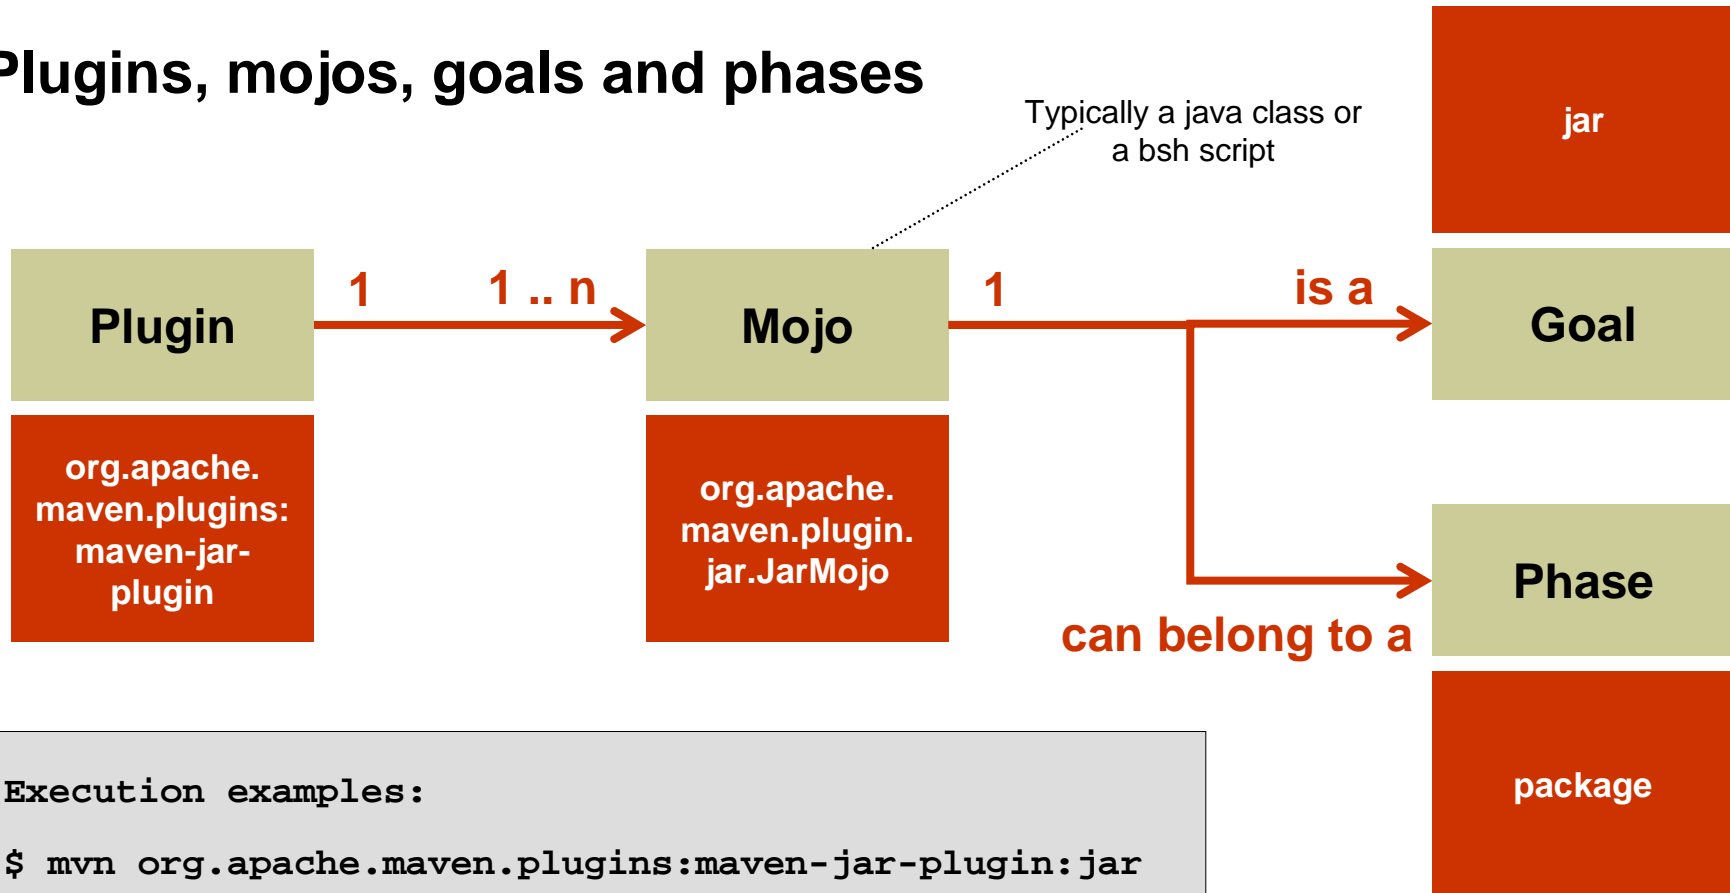 Plugins, mojos, goals and phases
Typically a java class or
a bsh script
jar
Plugin
1
1 .. n
Mojo
1
is a
Goal
org.apache.
maven.plugins:
maven-jar-
plugin
org.apache.
maven.plugin.
jar.JarMojo
Phase
can belong to a
package
Execution examples:
$ mvn org.apache.maven.plugins:maven-jar-plugin:jar